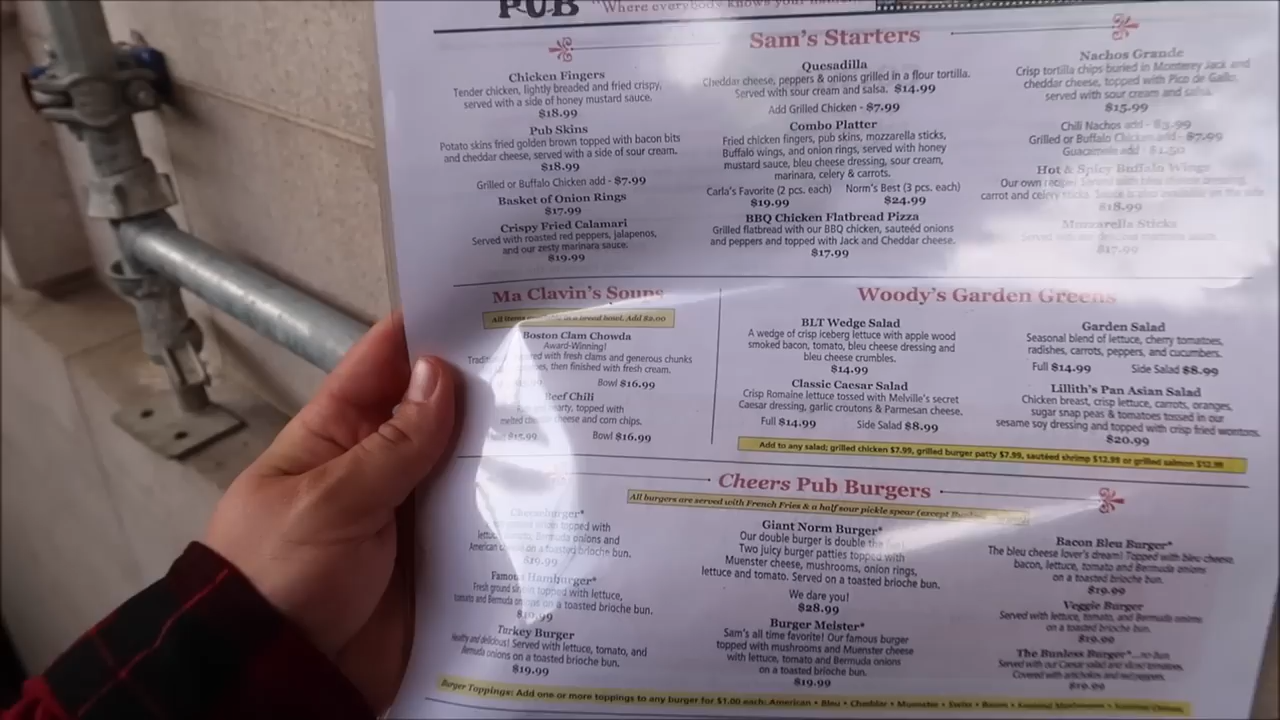 PUB "Where everybody knows your name"
Sam's Starters
Chicken Fingers
Tender chicken, lightly breaded and fried crispy,
served with a side of honey mustard sauce.
$18.99
Pub Skins
Potato skins fried golden brown topped with bacon bits
and cheddar cheese, served with a side of sour cream.
$18.99
Grilled or Buffalo Chicken add - $7.99
Basket of Onion Rings
$17.99
Crispy Fried Calamari
Served with roasted red peppers, jalapenos,
and our zesty marinara sauce.
$19.99
Quesadilla
Cheddar cheese, peppers & onions grilled in a flour tortilla.
Served with sour cream and salsa. $14.99
Add Grilled Chicken - $7.99
Combo Platter
Fried chicken fingers, pub skins, mozzarella sticks,
Buffalo wings, and onion rings, served with honey
mustard sauce, bleu cheese dressing, sour cream,
marinara, celery & carrots.
Carla's Favorite (2 pcs. each) Norm's Best (3 pcs. each)
$19.99 $24.99
BBQ Chicken Flatbread Pizza
Grilled flatbread with our BBQ chicken, sauteéd onions
and peppers and topped with Jack and Cheddar cheese.
$17.99
Nachos Grande
Crisp tortilla chips buried in Monterey Jack and
cheddar cheese, topped with Pico de Gallo,
served with sour cream and salsa.
$15.99
Chili Nachos add - $3.99
Grilled or Buffalo Chicken add - $7.99
Guacamole add - $1.50
Hot & Spicy Buffalo Wings
Our own recipe! Served with bleu cheese dressing,
carrot and celery sticks. Sauce is also available on the side
$18.99
Mozzarella Sticks
Served with marinara sauce.
$17.99
Ma Clavin's Soups
All items available in a bread bowl, Add $2.00
Boston Clam Chowda
Award-Winning!
with fresh clams and generous chunks
then finished with fresh cream.
Bowl $16.99
Beef Chili
hearty, topped with
melted cheese and corn chips.
$15.99 Bowl $16.99
Woody's Garden Greens
BLT Wedge Salad
A wedge of crisp iceberg lettuce with apple wood
smoked bacon, tomato, bleu cheese dressing and
bleu cheese crumbles.
$14.99
Classic Caesar Salad
Crisp Romaine lettuce tossed with Melville's secret
Caesar dressing, garlic croutons & Parmesan cheese.
Full $14.99 Side Salad $8.99
Garden Salad
Seasonal blend of lettuce, cherry tomatoes,
radishes, carrots, peppers, and cucumbers.
Full $14.99 Side Salad $8.99
Lillith's Pan Asian Salad
Chicken breast, crisp lettuce, carrots, oranges,
sugar snap peas & tomatoes tossed in our
sesame soy dressing and topped with crisp fried wontons.
$20.99
Add to any salad; grilled chicken $7.99, grilled burger patty $7.99, sautéed shrimp $12.99 or grilled salmon $12.99
Cheers Pub Burgers
All burgers are served with French Fries & a half sour pickle spear (except
Cheeseburger*
topped with
lettuce, Bermuda onions and
American cheese on a toasted brioche bun.
$19.99
Famous Hamburger*
Fresh ground sirloin topped with lettuce,
tomato and Bermuda onions on a toasted brioche bun.
$19.99
Turkey Burger
Healthy and delicious! Served with lettuce, tomato, and
Bermuda onions on a toasted brioche bun.
$19.99
Giant Norm Burger*
Our double burger is double the
Two juicy burger patties topped with
Muenster cheese, mushrooms, onion rings,
lettuce and tomato. Served on a toasted brioche bun.
We dare you!
$28.99
Burger Meister*
Sam's all time favorite! Our famous burger
topped with mushrooms and Muenster cheese
with lettuce, tomato and Bermuda onions
on a toasted brioche bun.
$19.99
Bacon Bleu Burger*
The bleu cheese lover's dream! Topped with bleu cheese,
bacon, lettuce, tomato and Bermuda onions
on a toasted brioche bun.
$19.99
Veggie Burger
Served with lettuce, tomato, and Bermuda onions
on a toasted brioche bun.
$19.99
The Bunless Burger*...no bun.
Served with our Caesar salad and sliced tomatoes.
Covered with artichokes and red peppers.
$19.99
Burger Toppings: Add one or more toppings to any burger for $1.00 each: American • Bleu • Cheddar • Muenster • Swiss • Bacon • Sauteed Mushrooms •